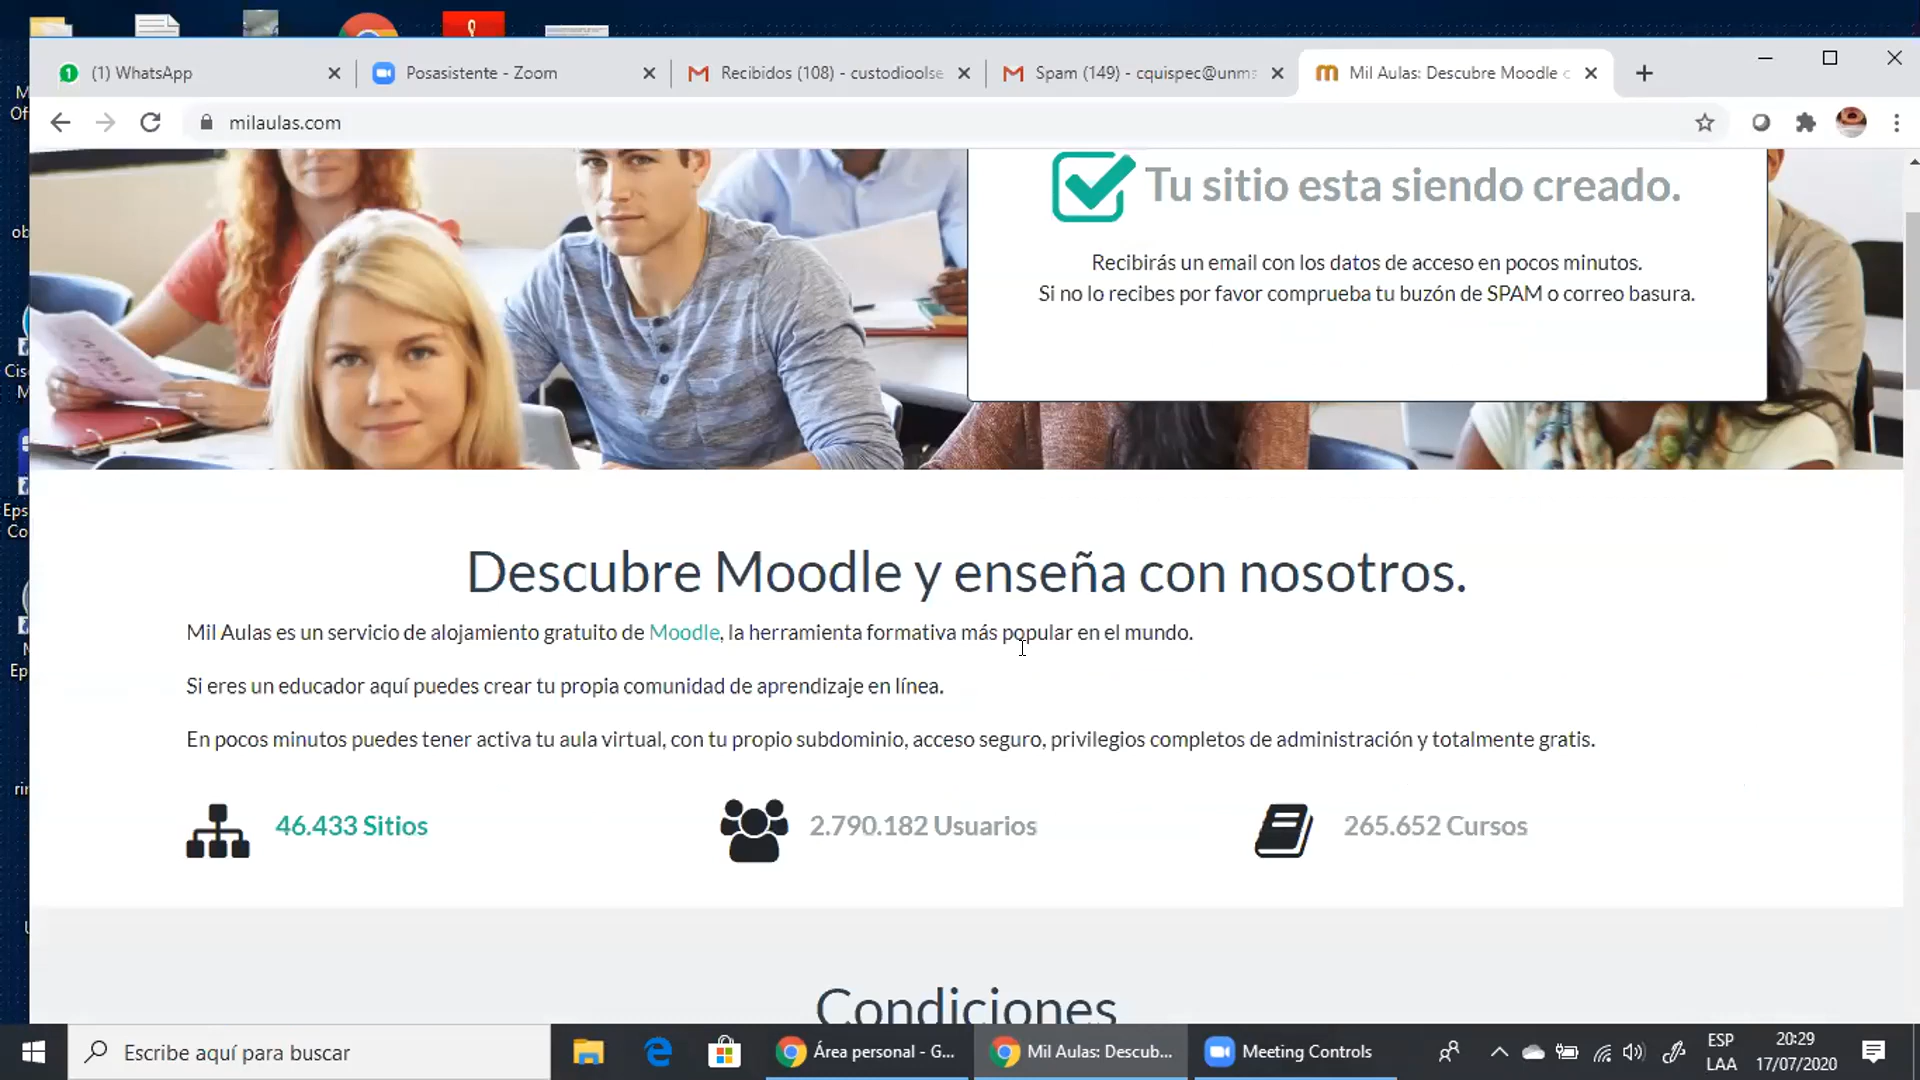 (1) WhatsApp
Posasistente - Zoom
Recibidos (108) - custodioolse
Spam (149) - cquispec@unms
Mil Aulas: Descubre Moodle c
milaulas.com
Tu sitio esta siendo creado.
Recibirás un email con los datos de acceso en pocos minutos.
Si no lo recibes por favor comprueba tu buzón de SPAM o correo basura.
Descubre Moodle y enseña con nosotros.
Mil Aulas es un servicio de alojamiento gratuito de Moodle, la herramienta formativa más popular en el mundo.
Si eres un educador aquí puedes crear tu propia comunidad de aprendizaje en línea.
En pocos minutos puedes tener activa tu aula virtual, con tu propio subdominio, acceso seguro, privilegios completos de administración y totalmente gratis.
46.433 Sitios
2.790.182 Usuarios
265.652 Cursos
Condiciones
Escribe aquí para buscar
Área personal - G...
Mil Aulas: Descub...
Meeting Controls
ESP
LAA
20:29
17/07/2020